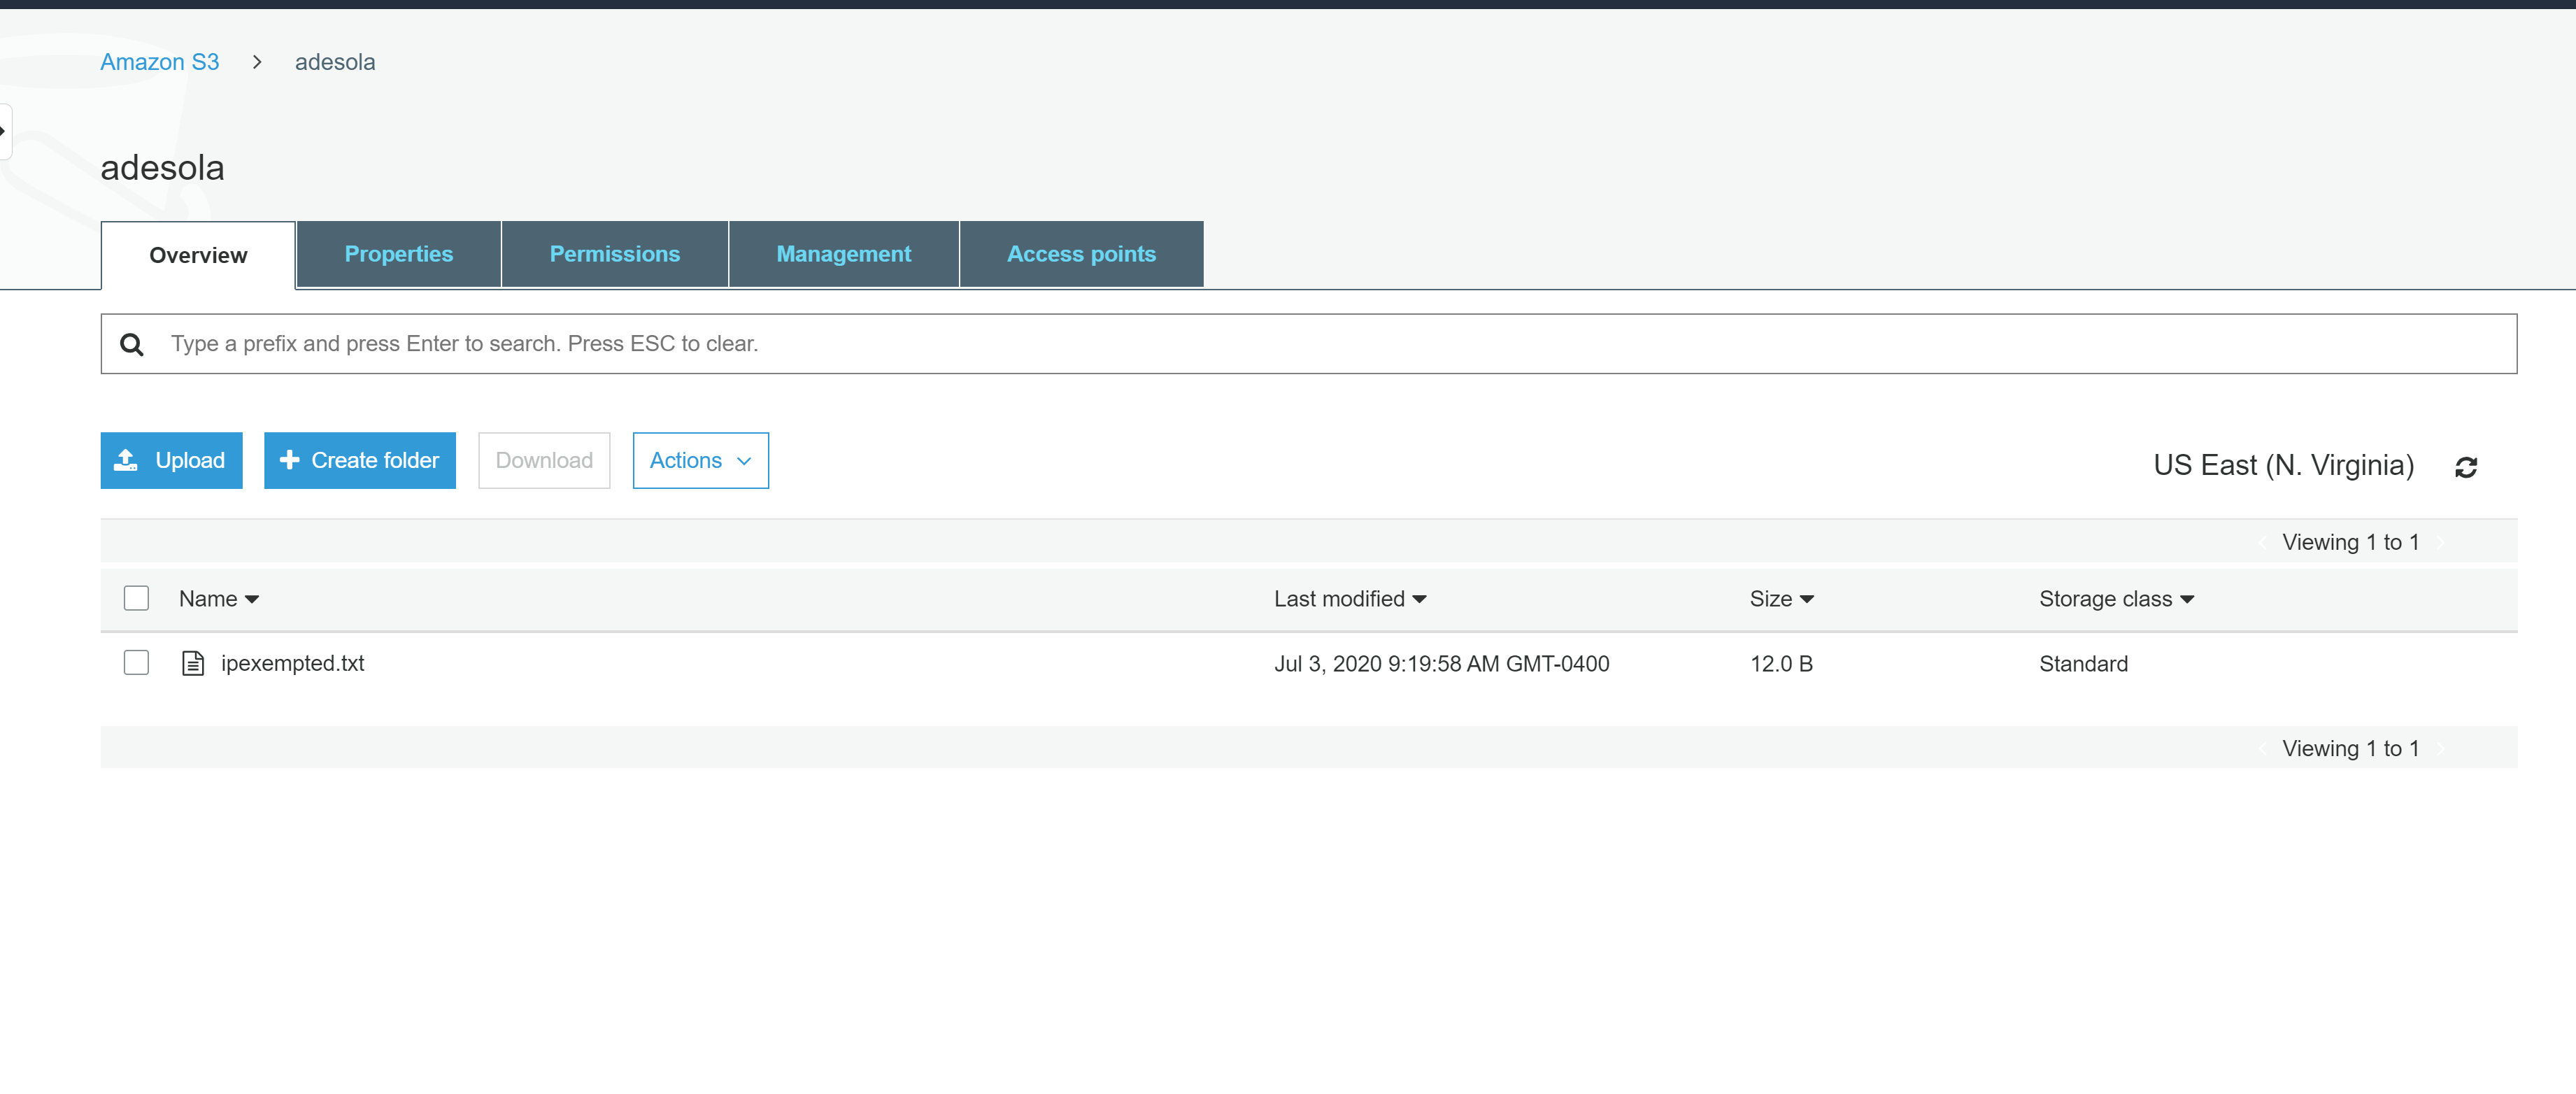 Amazon S3 > adesola
adesola
Overview Properties Permissions Management Access points
Type a prefix and press Enter to search. Press ESC to clear.
Upload Create folder Download Actions US East (N. Virginia)
Viewing 1 to 1
Name Last modified Size Storage class
ipexempted.txt Jul 3, 2020 9:19:58 AM GMT-0400 12.0 B Standard
Viewing 1 to 1